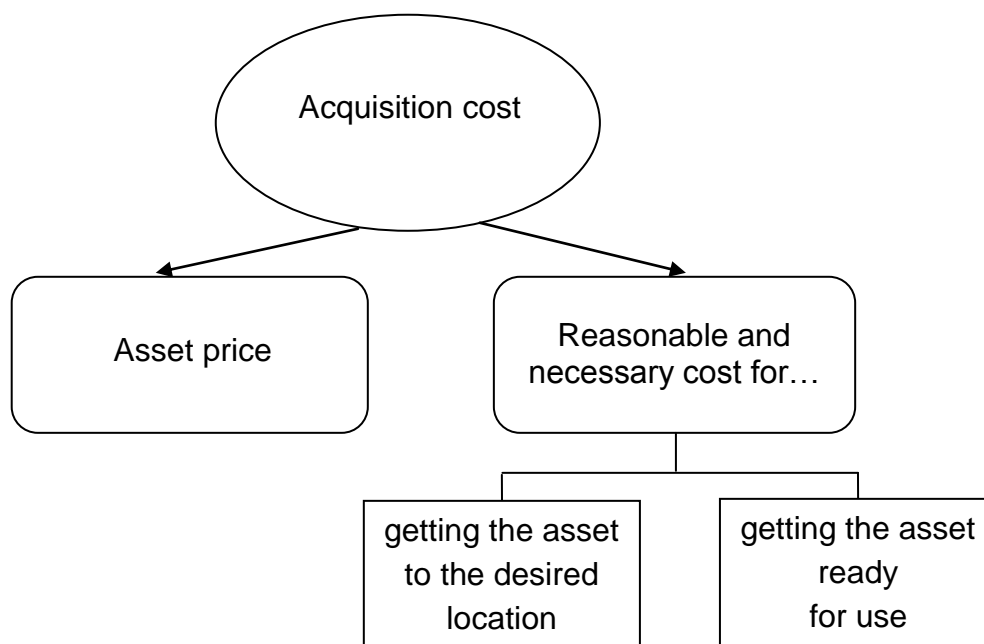 Acquisition cost
Asset price
Reasonable and
necessary cost for…
getting the asset
to the desired
location
getting the asset
ready
for use